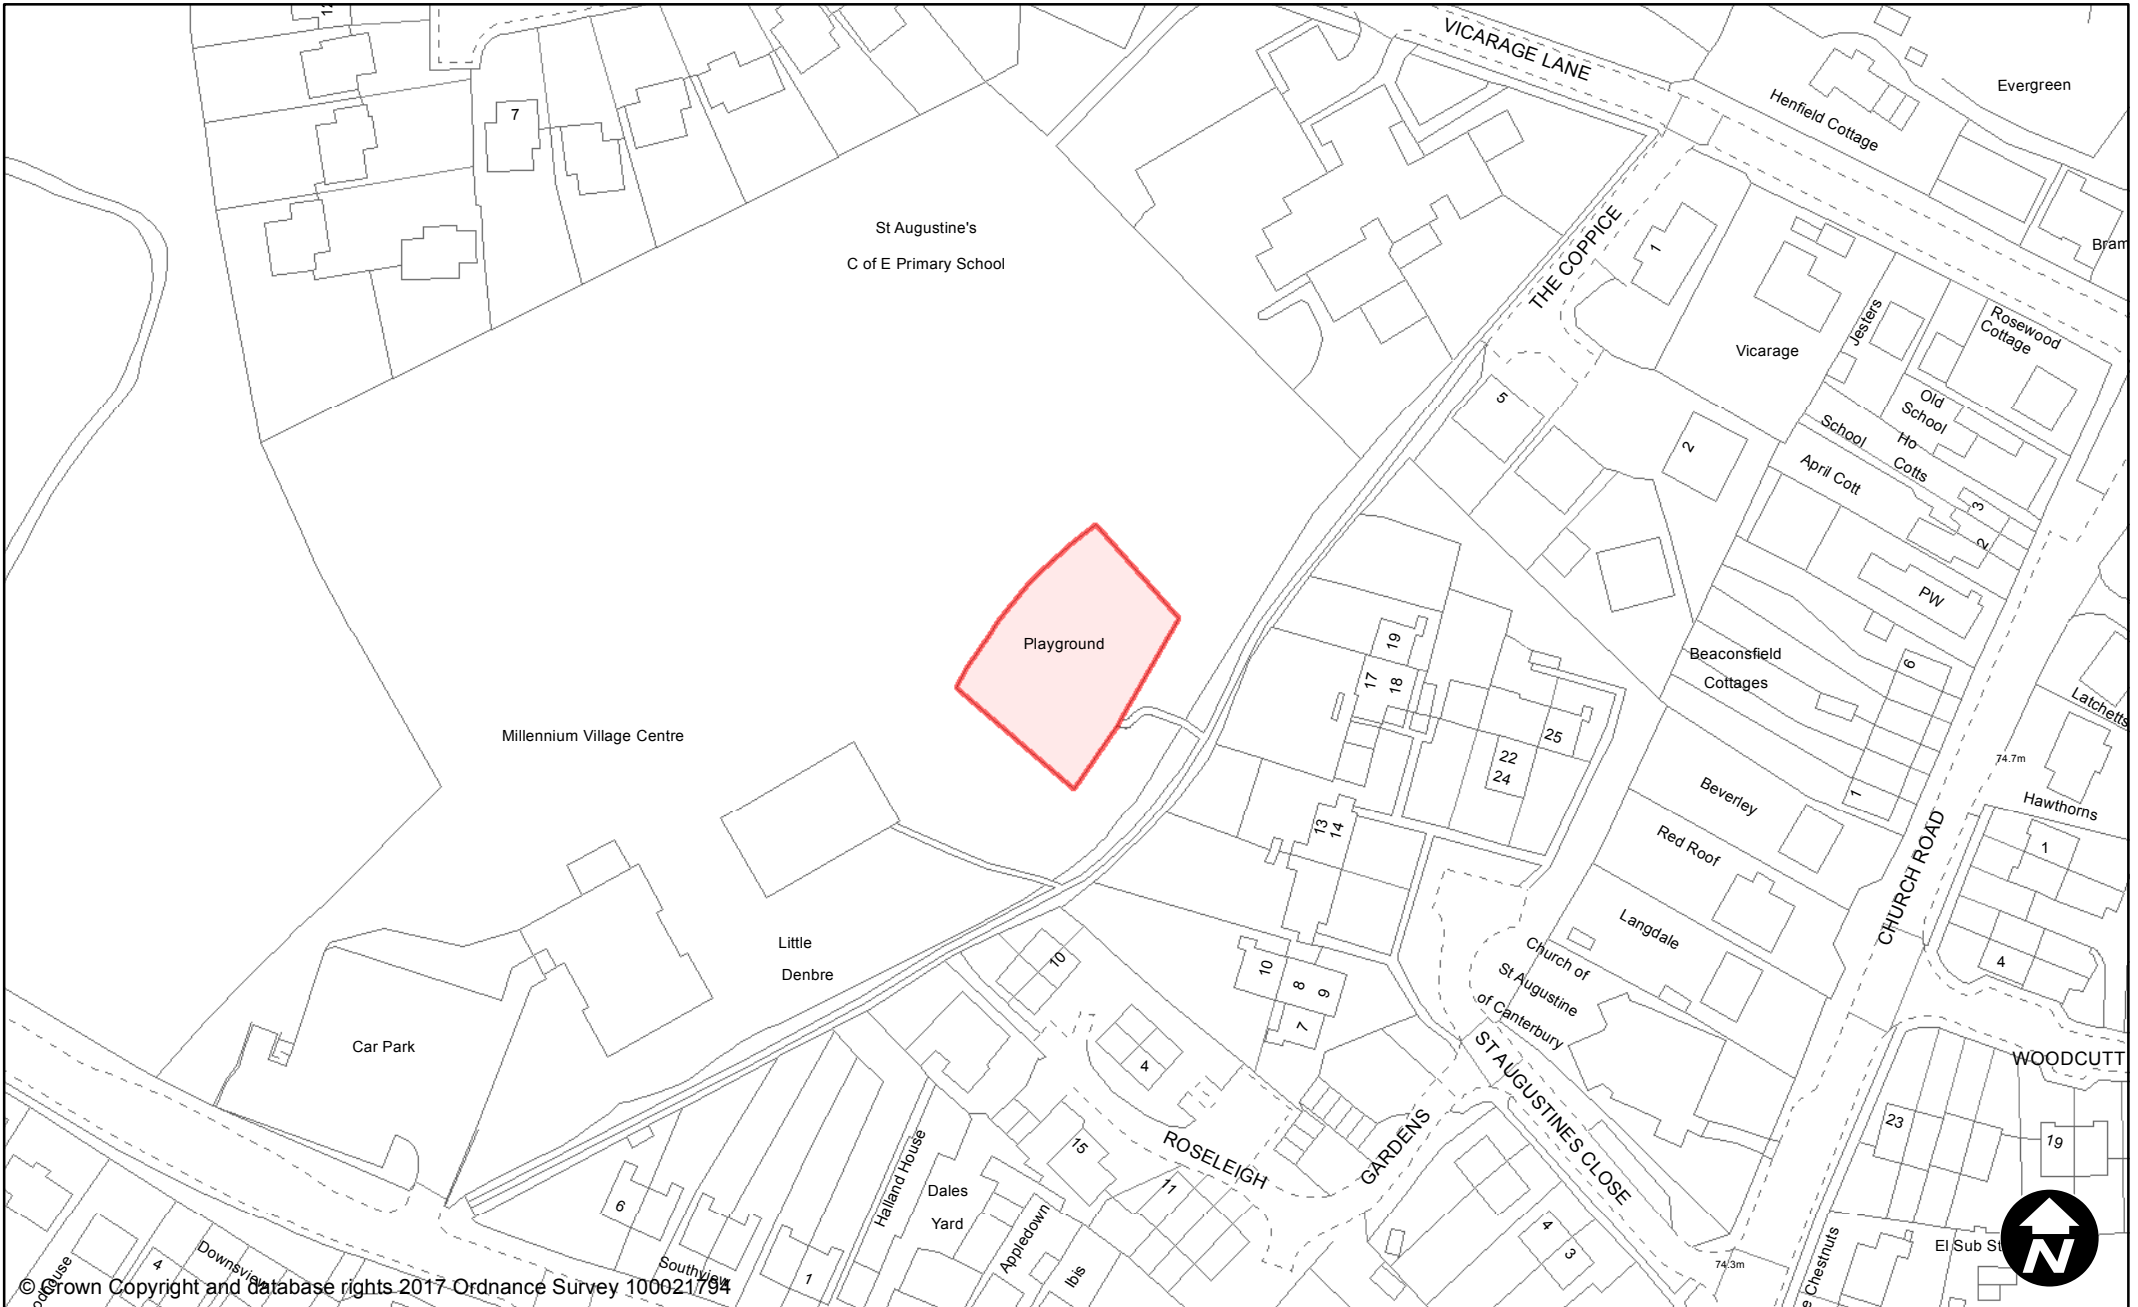 12
VICARAGE LANE
Evergreen
Henfield Cottage
7
St Augustine's
C of E Primary School
THE COPPICE
1
Bram
Vicarage
Jesters
Rosewood
Cottage
5
2
Old
School
Ho
School
Cotts
April Cott
3
2
PW
Playground
19
17
18
Beaconsfield
Cottages
6
Latchetts
25
22
24
74.7m
Millennium Village Centre
Beverley
1
Hawthorns
13
14
Red Roof
1
CHURCH ROAD
Langdale
Little
Denbre
10
10
8
9
7
Church of
St Augustine
of Canterbury
4
Car Park
4
ST AUGUSTINES CLOSE
WOODCUTT
15
ROSELEIGH
GARDENS
11
23
19
6
Halland House
Dales
Yard
Appledown
Ibis
4
3
74.3m
Chestnuts
El Sub St
N
Downsview
4
Southview
1
© Crown Copyright and database rights 2017 Ordnance Survey 100021794